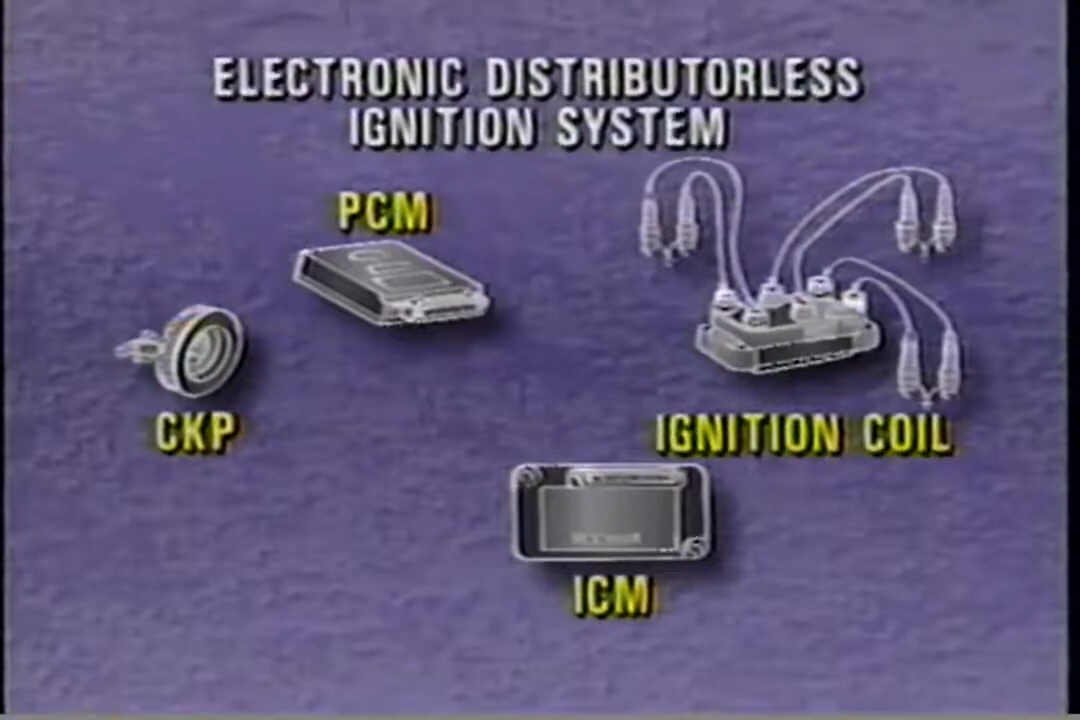 ELECTRONIC DISTRIBUTORLESS
IGNITION SYSTEM
PCM
CKP
IGNITION COIL
ICM